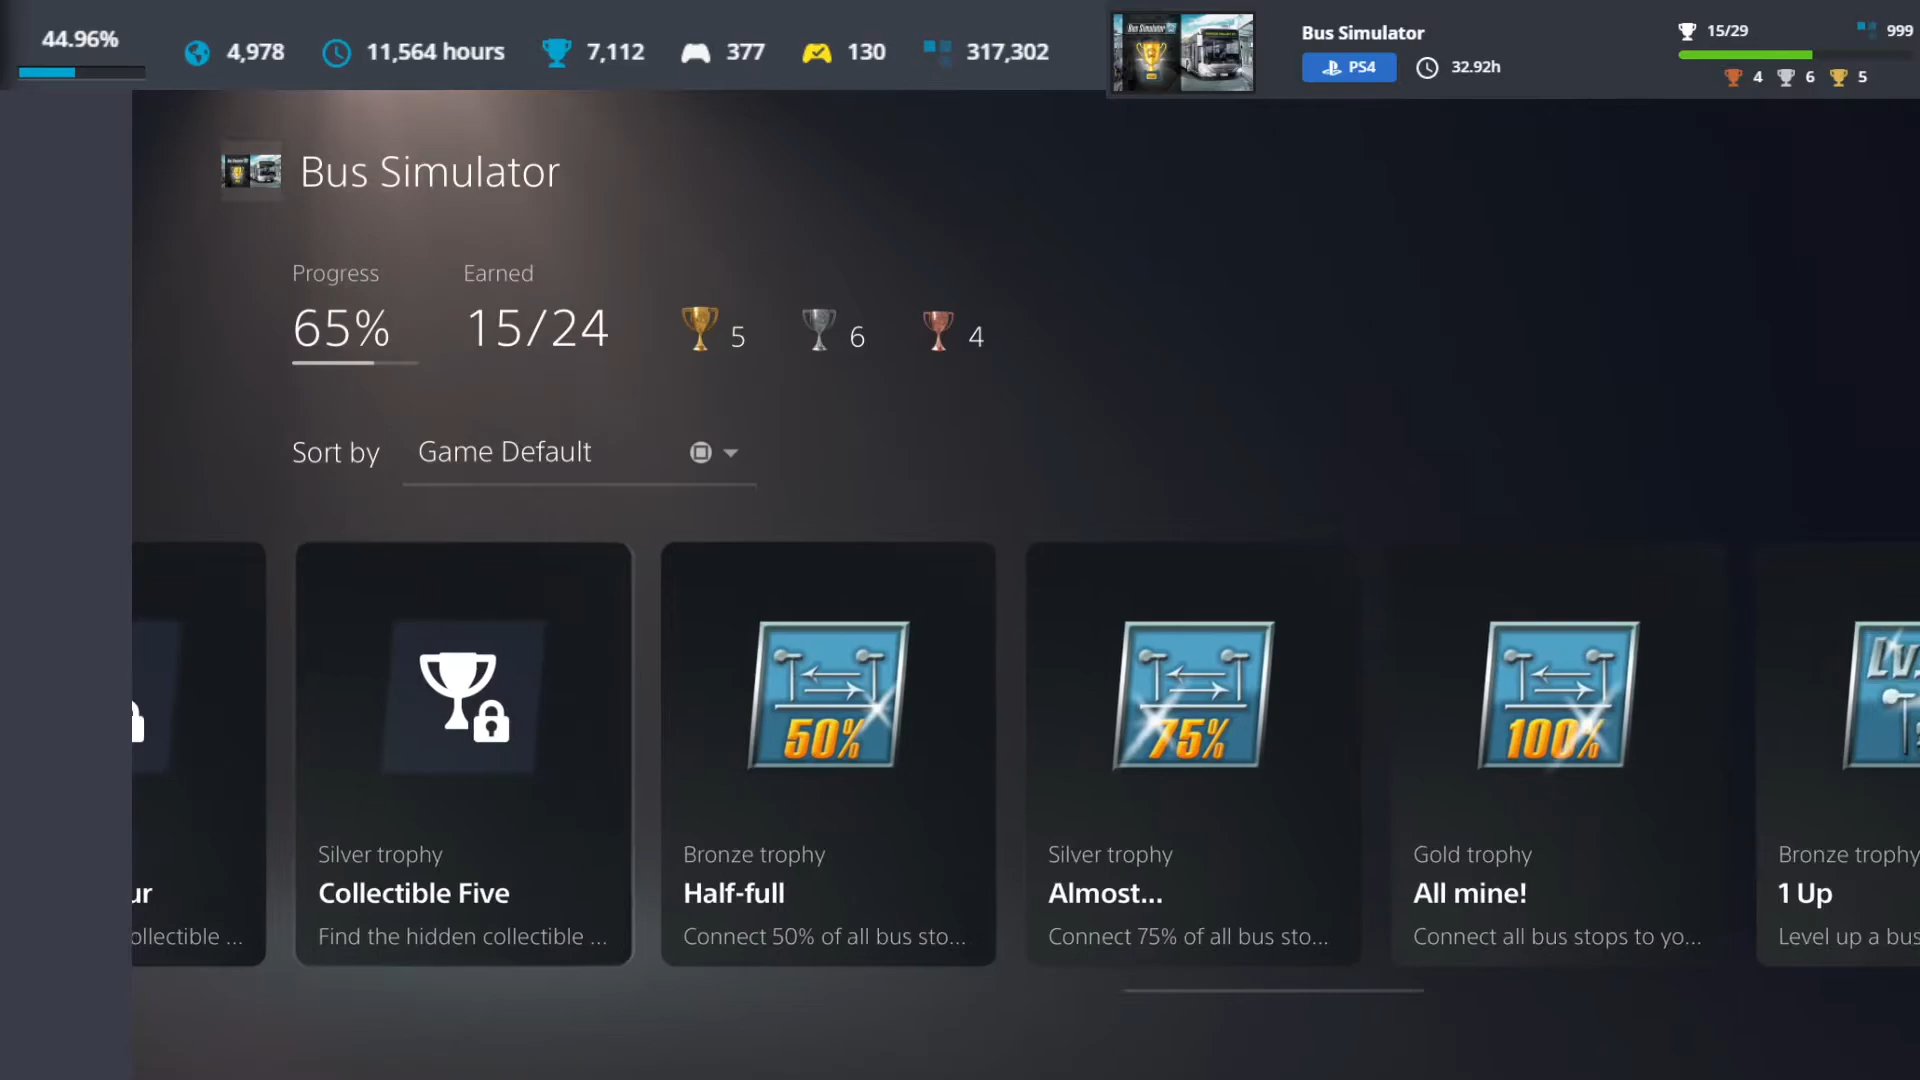 44.96%
4,978
11,564 hours
7,112
377
130
317,302
Bus Simulator
PS4
32.92h
15/29
999
4
6
5
Bus Simulator
Progress
Earned
65%
15/24
5
6
4
Sort by
Game Default
50%
75%
100%
Lv
Silver trophy
Bronze trophy
Silver trophy
Gold trophy
Bronze trophy
ur
Collectible Five
Half-full
Almost...
All mine!
1 Up
ollectible ...
Find the hidden collectible ...
Connect 50% of all bus sto...
Connect 75% of all bus sto...
Connect all bus stops to yo...
Level up a bus